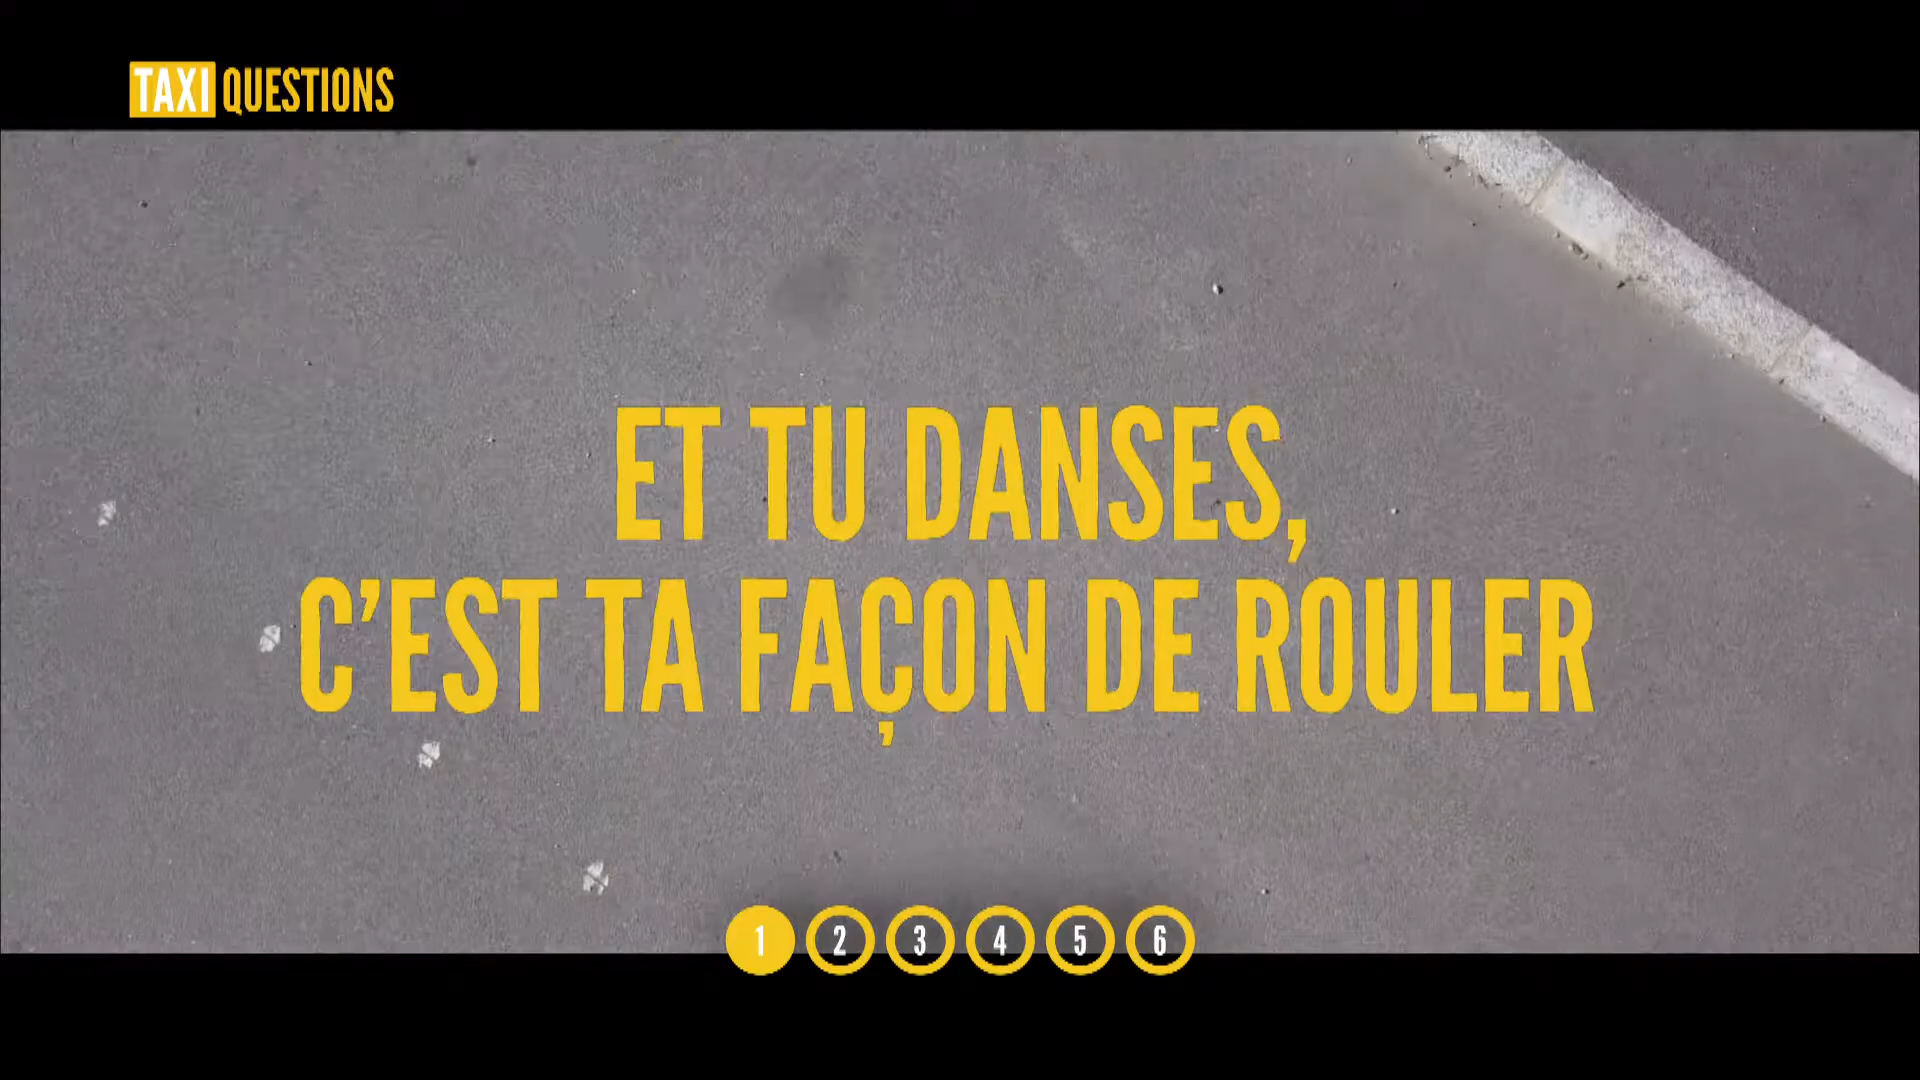 TAXI QUESTIONS
ET TU DANSES,
C'EST TA FAÇON DE ROULER
1 2 3 4 5 6